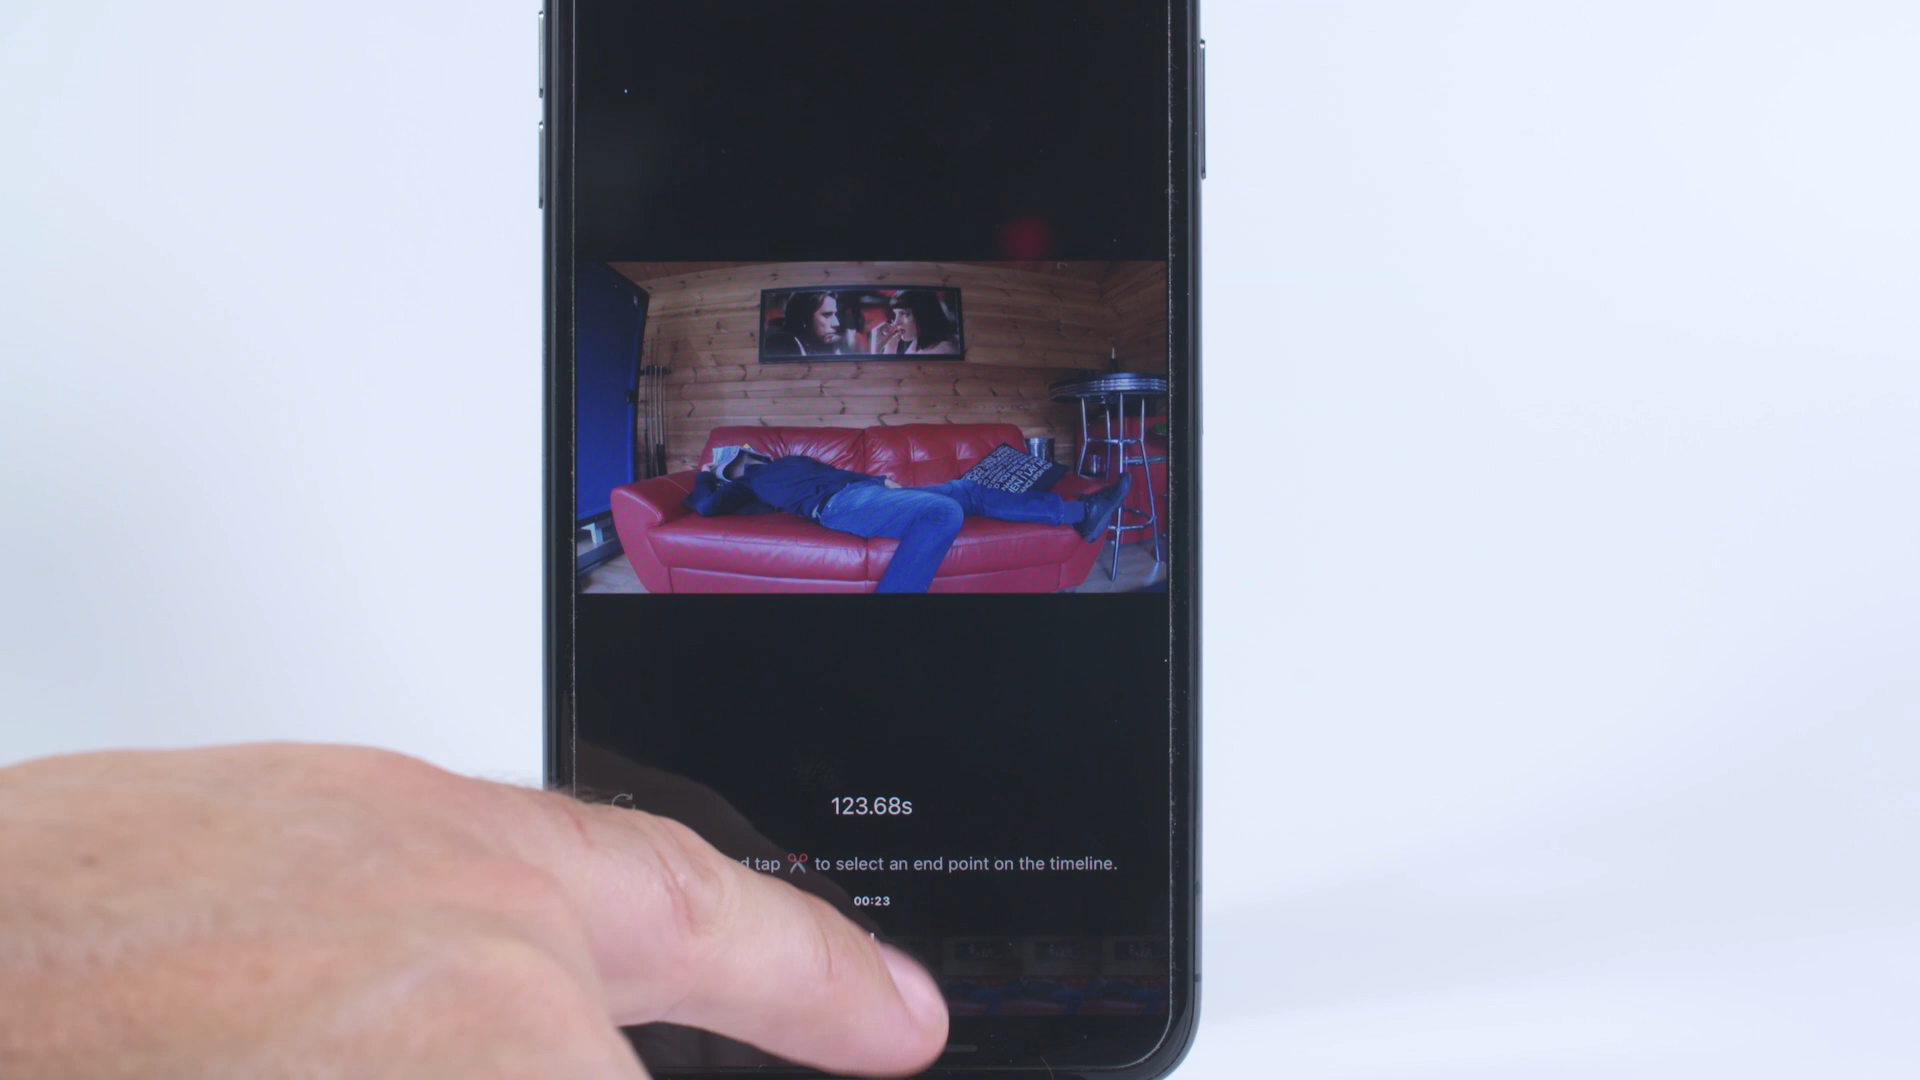 123.68s
d tap ✂ to select an end point on the timeline.
00:23